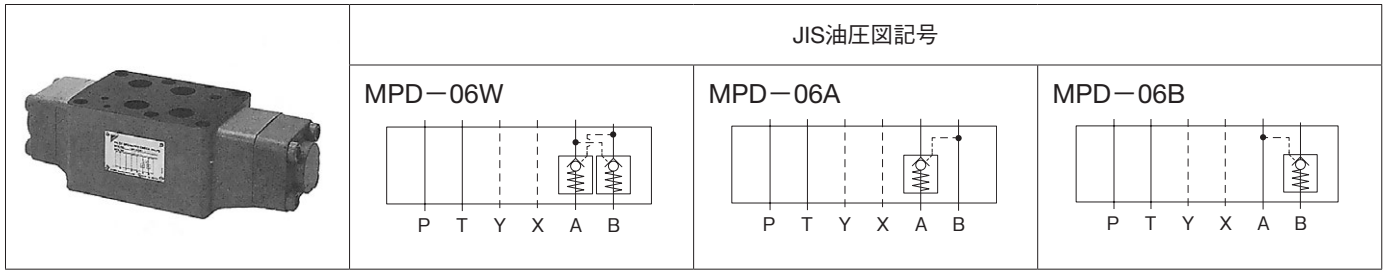 JIS油圧図記号
MPD－06W
P T Y X A B
MPD－06A
P T Y X A B
MPD－06B
P T Y X A B